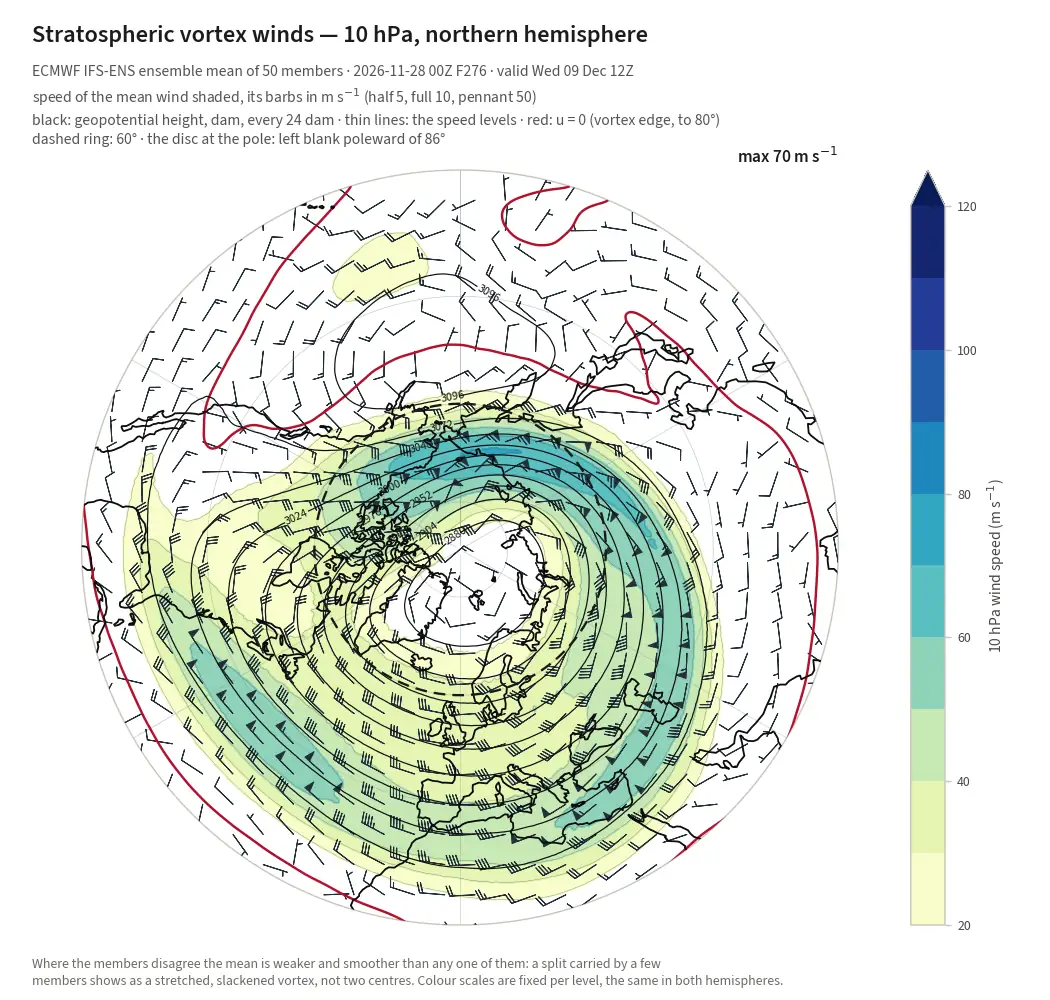 Stratospheric vortex winds — 10 hPa, northern hemisphere
ECMWF IFS-ENS ensemble mean of 50 members · 2026-11-28 00Z F276 · valid Wed 09 Dec 12Z
speed of the mean wind shaded, its barbs in m s⁻¹ (half 5, full 10, pennant 50)
black: geopotential height, dam, every 24 dam · thin lines: the speed levels · red: u = 0 (vortex edge, to 80°)
dashed ring: 60° · the disc at the pole: left blank poleward of 86°
max 70 m s⁻¹
120
100
80
60
40
20
10 hPa wind speed (m s⁻¹)
3096
3096
3024
2952
Where the members disagree the mean is weaker and smoother than any one of them: a split carried by a few
members shows as a stretched, slackened vortex, not two centres. Colour scales are fixed per level, the same in both hemispheres.